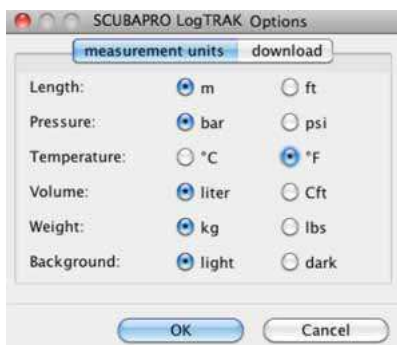 SCUBAPRO LogTRAK Options
measurement units download
Length: m ft
Pressure: bar psi
Temperature: °C °F
Volume: liter Cft
Weight: kg lbs
Background: light dark
OK Cancel